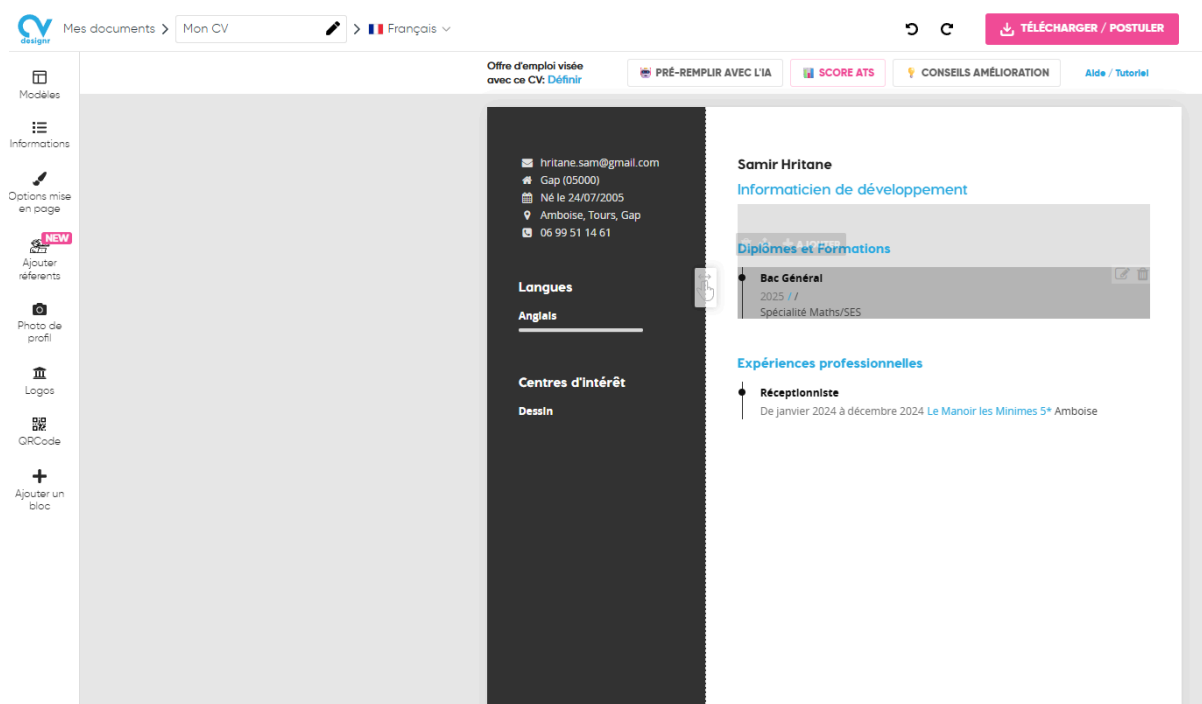 CV designr
Mes documents > Mon CV > Français
TÉLÉCHARGER / POSTULER
Modèles
Informations
Options mise
en page
NEW
Ajouter
réferents
Photo de
profil
Logos
QRCode
Ajouter un
bloc
Offre d'emploi visée
avec ce CV: Définir
PRÉ-REMPLIR AVEC L'IA
SCORE ATS
CONSEILS AMÉLIORATION
Aide / Tutoriel
hritane.sam@gmail.com
Gap (05000)
Né le 24/07/2005
Amboise, Tours, Gap
06 99 51 14 61
Langues
Anglais
Centres d'intérêt
Dessin
Samir Hritane
Informaticien de développement
AJOUTER
Diplômes et Formations
Bac Général
2025 / /
Spécialité Maths/SES
Expériences professionnelles
Réceptionniste
De janvier 2024 à décembre 2024 Le Manoir les Minimes 5* Amboise